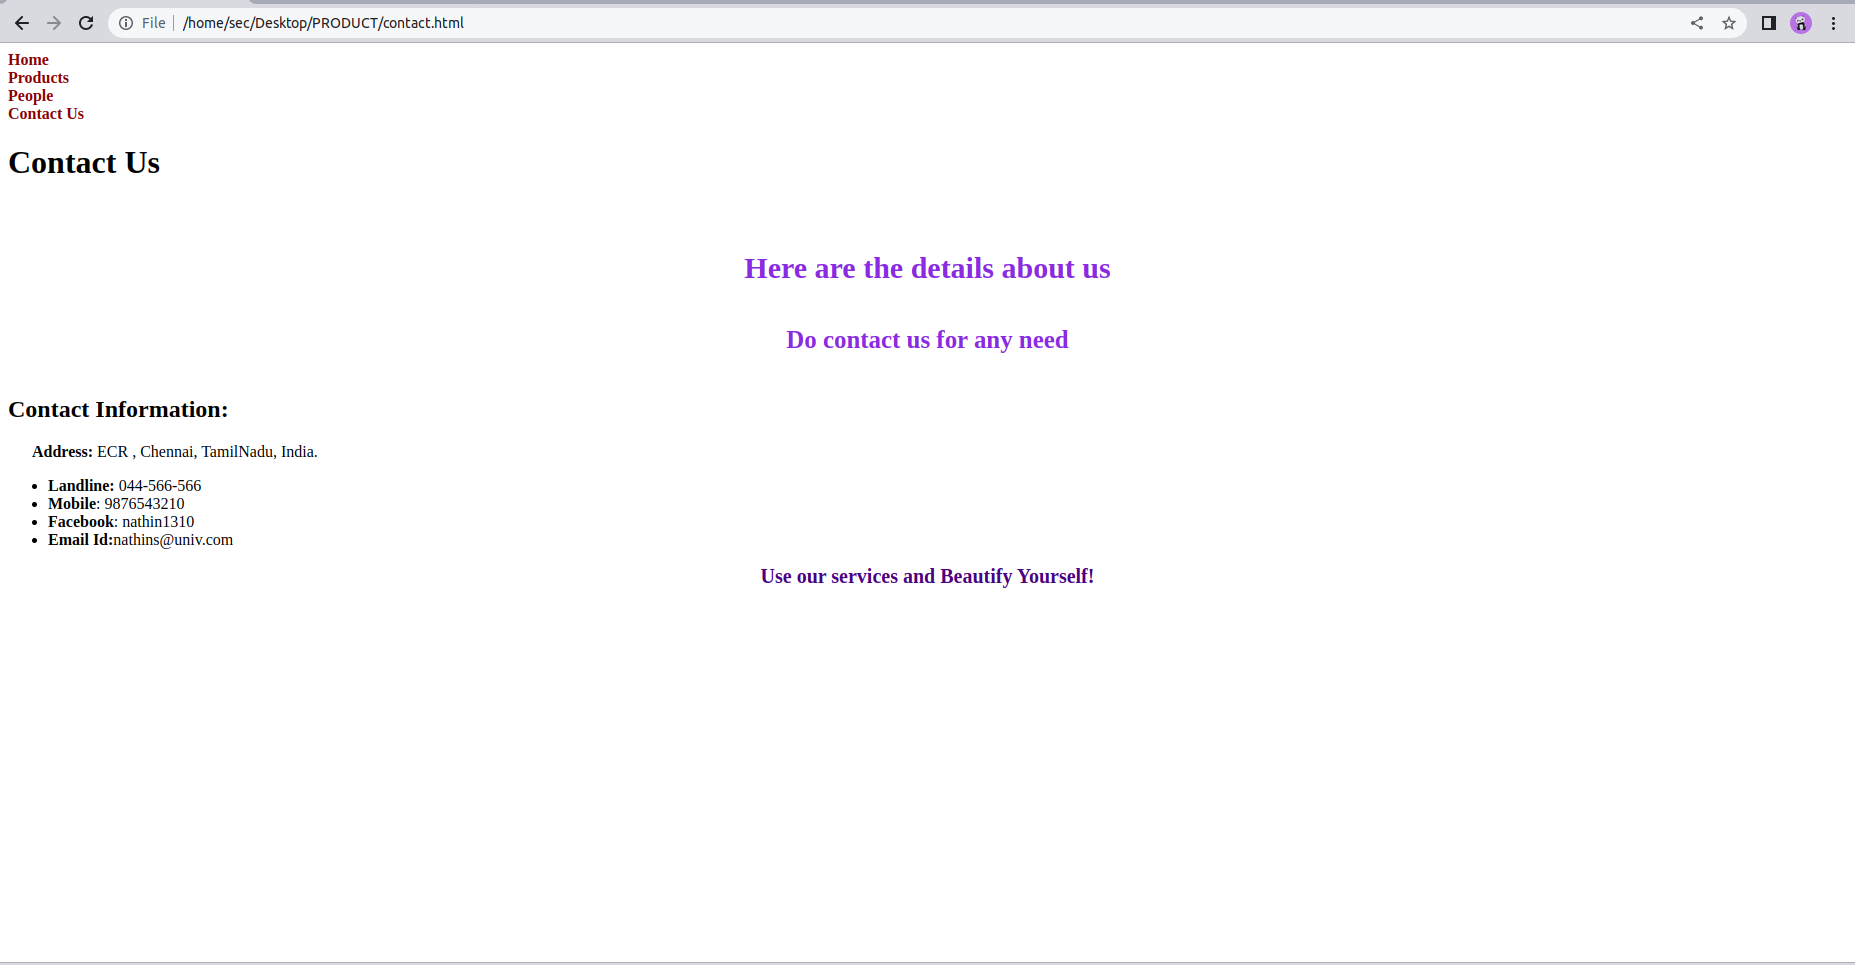 File | /home/sec/Desktop/PRODUCT/contact.html
Home
Products
People
Contact Us
Contact Us
Here are the details about us
Do contact us for any need
Contact Information:
Address: ECR , Chennai, TamilNadu, India.
• Landline: 044-566-566
• Mobile: 9876543210
• Facebook: nathin1310
• Email Id:nathins@univ.com
Use our services and Beautify Yourself!